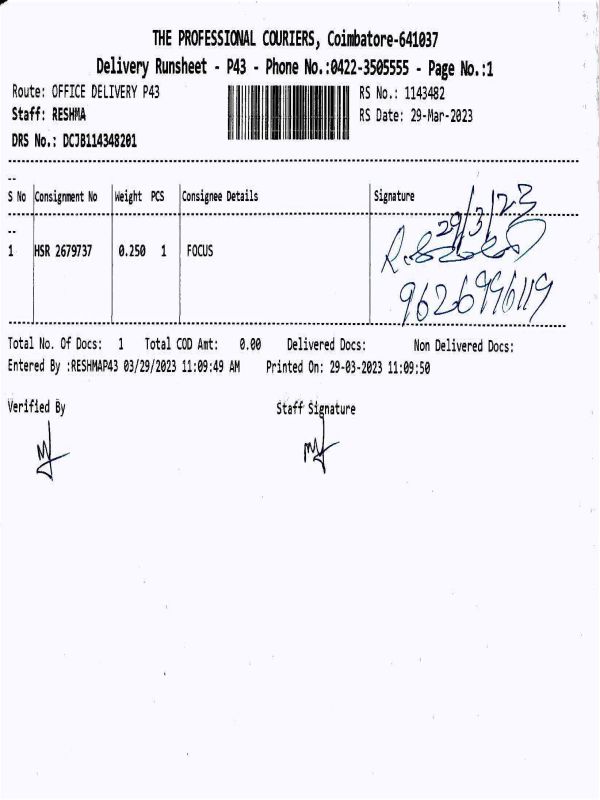 THE PROFESSIONAL COURIERS, Coimbatore-641037
Delivery Runsheet - P43 - Phone No.:0422-3505555 - Page No.:1
Route: OFFICE DELIVERY P43 RS No.: 1143482
Staff: RESHMA RS Date: 29-Mar-2023
DRS No.: DCJB114348201
--
S No Consignment No Weight PCS Consignee Details Signature
29/3/23
--
1 HSR 2679737 0.250 1 FOCUS
9626996119
Total No. Of Docs: 1 Total COD Amt: 0.00 Delivered Docs: Non Delivered Docs:
Entered By :RESHMAP43 03/29/2023 11:09:49 AM Printed On: 29-03-2023 11:09:50
Verified By Staff Signature